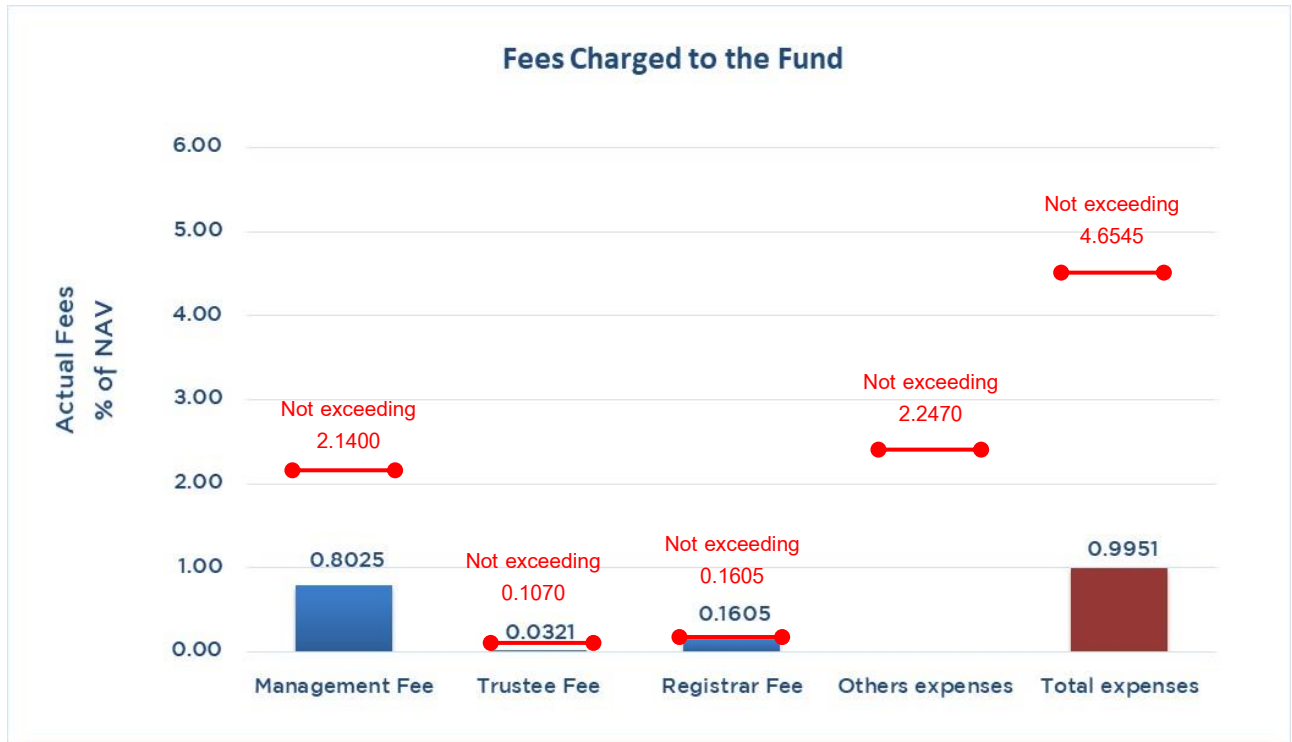 Fees Charged to the Fund
Actual Fees
% of NAV
6.00
5.00
4.00
3.00
2.00
1.00
0.00
Not exceeding
2.1400
0.8025
Not exceeding
0.1070
0.0321
Not exceeding
0.1605
0.1605
Not exceeding
2.2470
Not exceeding
4.6545
0.9951
Management Fee
Trustee Fee
Registrar Fee
Others expenses
Total expenses